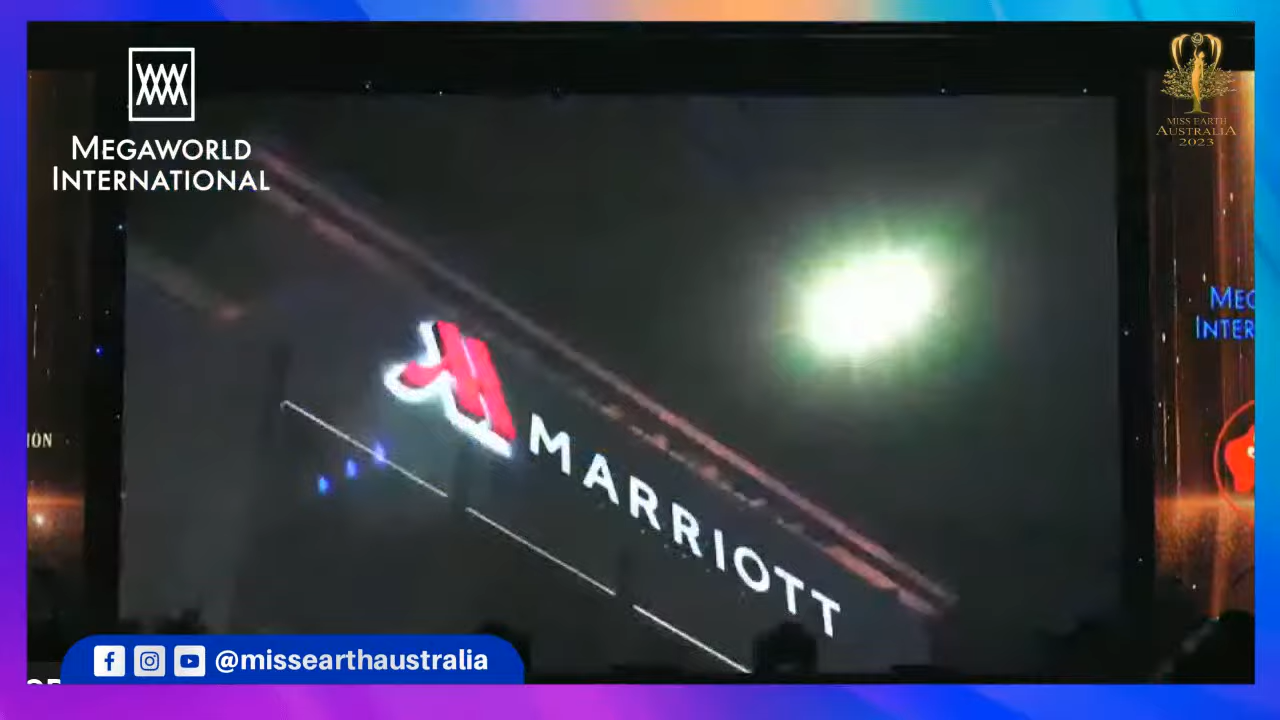 MEGAWORLD
INTERNATIONAL
MISS EARTH
AUSTRALIA
2023
MARRIOTT
@missearthaustralia